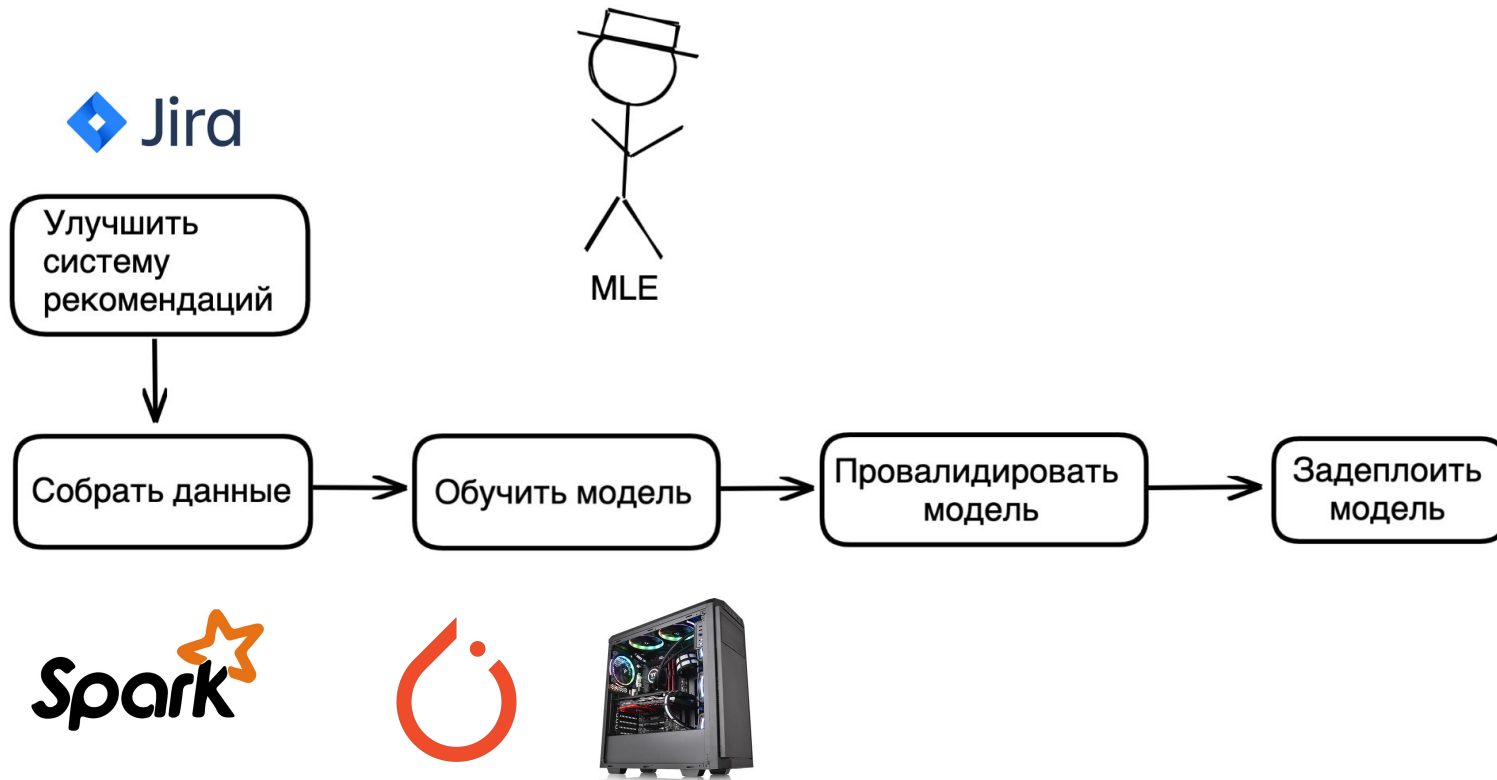 Jira
Улучшить
систему
рекомендаций
MLE
Собрать данные
Обучить модель
Провалидировать
модель
Задеплоить
модель
Spark